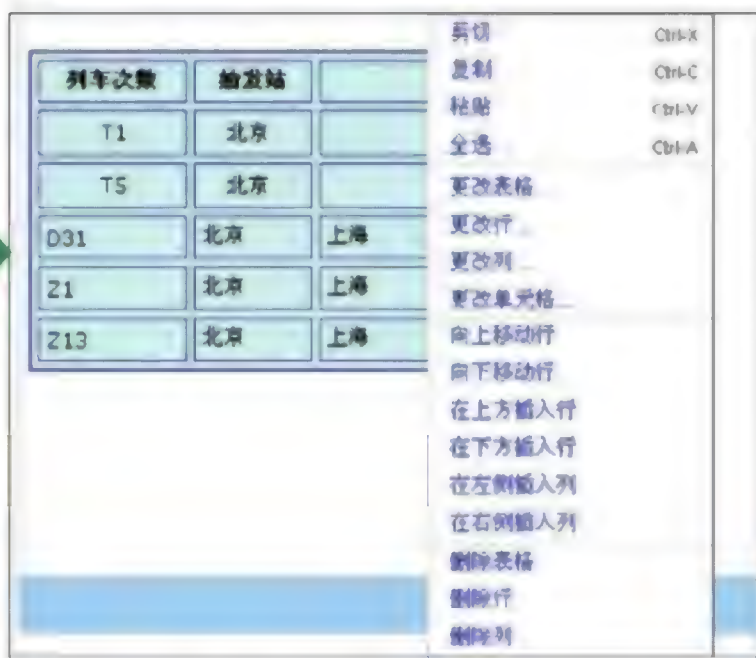 列车次数 始发站
T1 北京
T5 北京
D31 北京 上海
Z1 北京 上海
Z13 北京 上海
剪切 Ctrl-X
复制 Ctrl-C
粘贴 Ctrl-V
全选 Ctrl-A
更改表格...
更改行...
更改列...
更改单元格...
向上移动行
向下移动行
在上方插入行
在下方插入行
在左侧插入列
在右侧插入列
删除表格
删除行
删除列